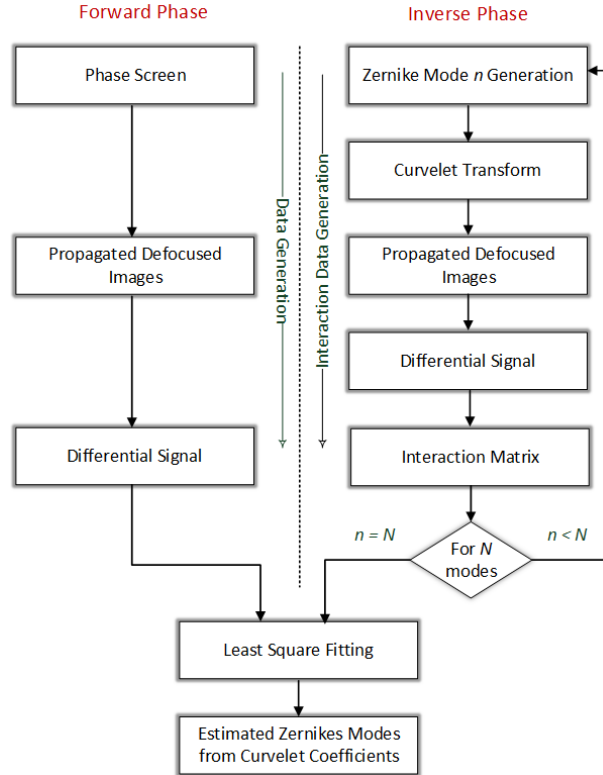 Forward Phase
Phase Screen
Propagated Defocused
Images
Differential Signal
Data Generation
Interaction Data Generation
Inverse Phase
Zernike Mode n Generation
Curvelet Transform
Propagated Defocused
Images
Differential Signal
Interaction Matrix
For N
modes
n = N
n < N
Least Square Fitting
Estimated Zernikes Modes
from Curvelet Coefficients